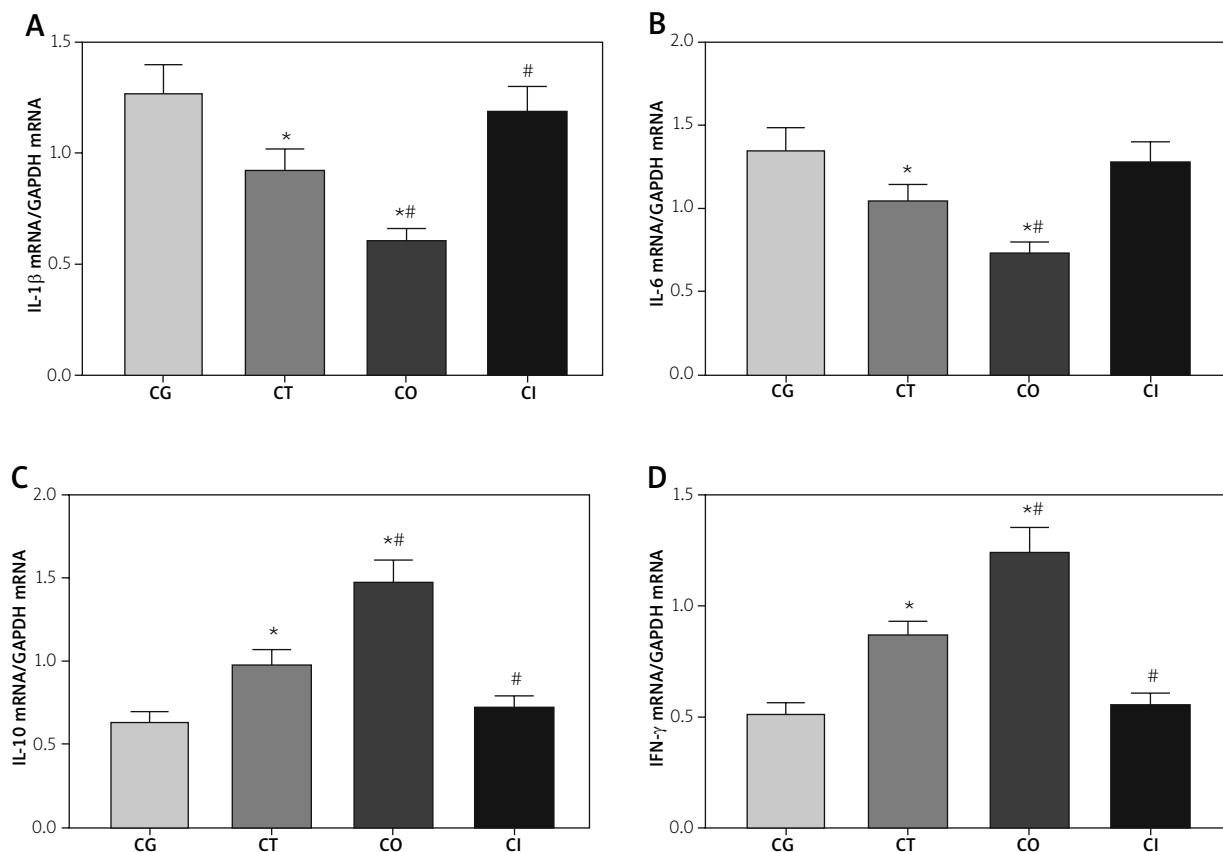 A
IL-1β mRNA/GAPDH mRNA
1.5
1.0
0.5
0.0
*
*#
#
CG CT CO CI
B
IL-6 mRNA/GAPDH mRNA
2.0
1.5
1.0
0.5
0.0
*
*#
CG CT CO CI
C
IL-10 mRNA/GAPDH mRNA
2.0
1.5
1.0
0.5
0.0
*
*#
#
CG CT CO CI
D
IFN-γ mRNA/GAPDH mRNA
1.5
1.0
0.5
0.0
*
*#
#
CG CT CO CI